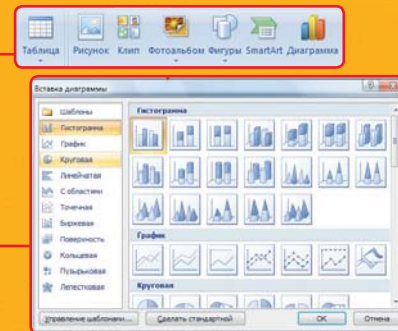 Таблица Рисунок Клип Фотоальбом Фигуры SmartArt Диаграмма
Вставка диаграммы
Шаблоны
Гистограмма
График
Круговая
Линейчатая
С областями
Точечная
Биржевая
Поверхность
Кольцевая
Пузырьковая
Лепестковая
Гистограмма
График
Круговая
Управление шаблонами... Сделать стандартной OK Отмена